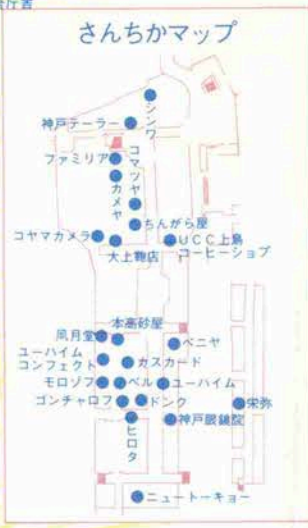 さんちかマップ
シンワ
神戸テーラー
ファミリア
コマツヤ
カメヤ
ちんがら屋
コヤマカメラ
大上鞄店
UCC上島
コーヒーショップ
本高砂屋
風月堂
ベニヤ
ユーハイム
コンフェクト
カスカード
モロゾフ
ベル
ユーハイム
ゴンチャロフ
ドンク
栄弥
神戸眼鏡院
ヒロタ
ニュートーキョー